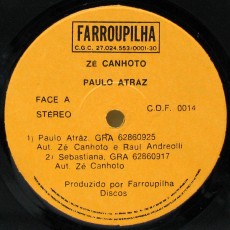 FARROUPILHA
C.G.C. 27.024.553/0001-30
ZÉ CANHOTO
PAULO ATRAZ
FACE A
STEREO
C.D.F. 0014
1) Paulo Atráz. GRA 62860925
Aut. Zé Canhoto e Raul Andreolli
2) Sebastiana. GRA 62860917
Aut. Zé Canhoto
Produzido por Farroupilha
Discos